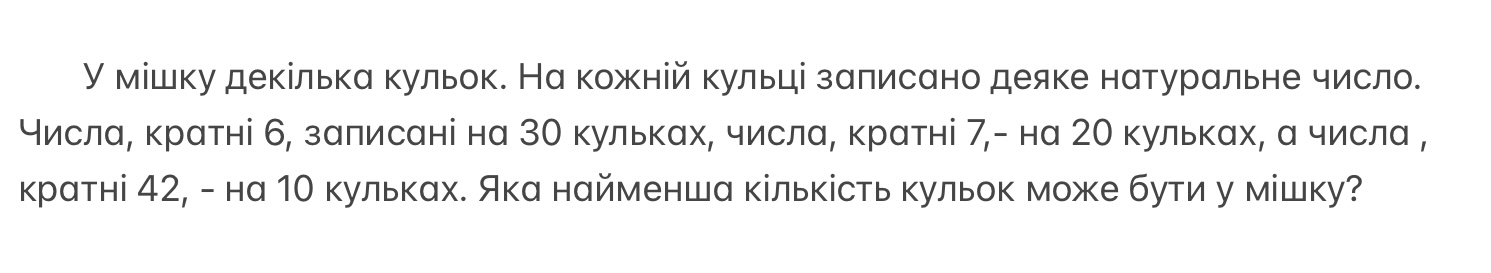 У мішку декілька кульок. На кожній кульці записано деяке натуральне число.
Числа, кратні 6, записані на 30 кульках, числа, кратні 7,- на 20 кульках, а числа ,
кратні 42, - на 10 кульках. Яка найменша кількість кульок може бути у мішку?